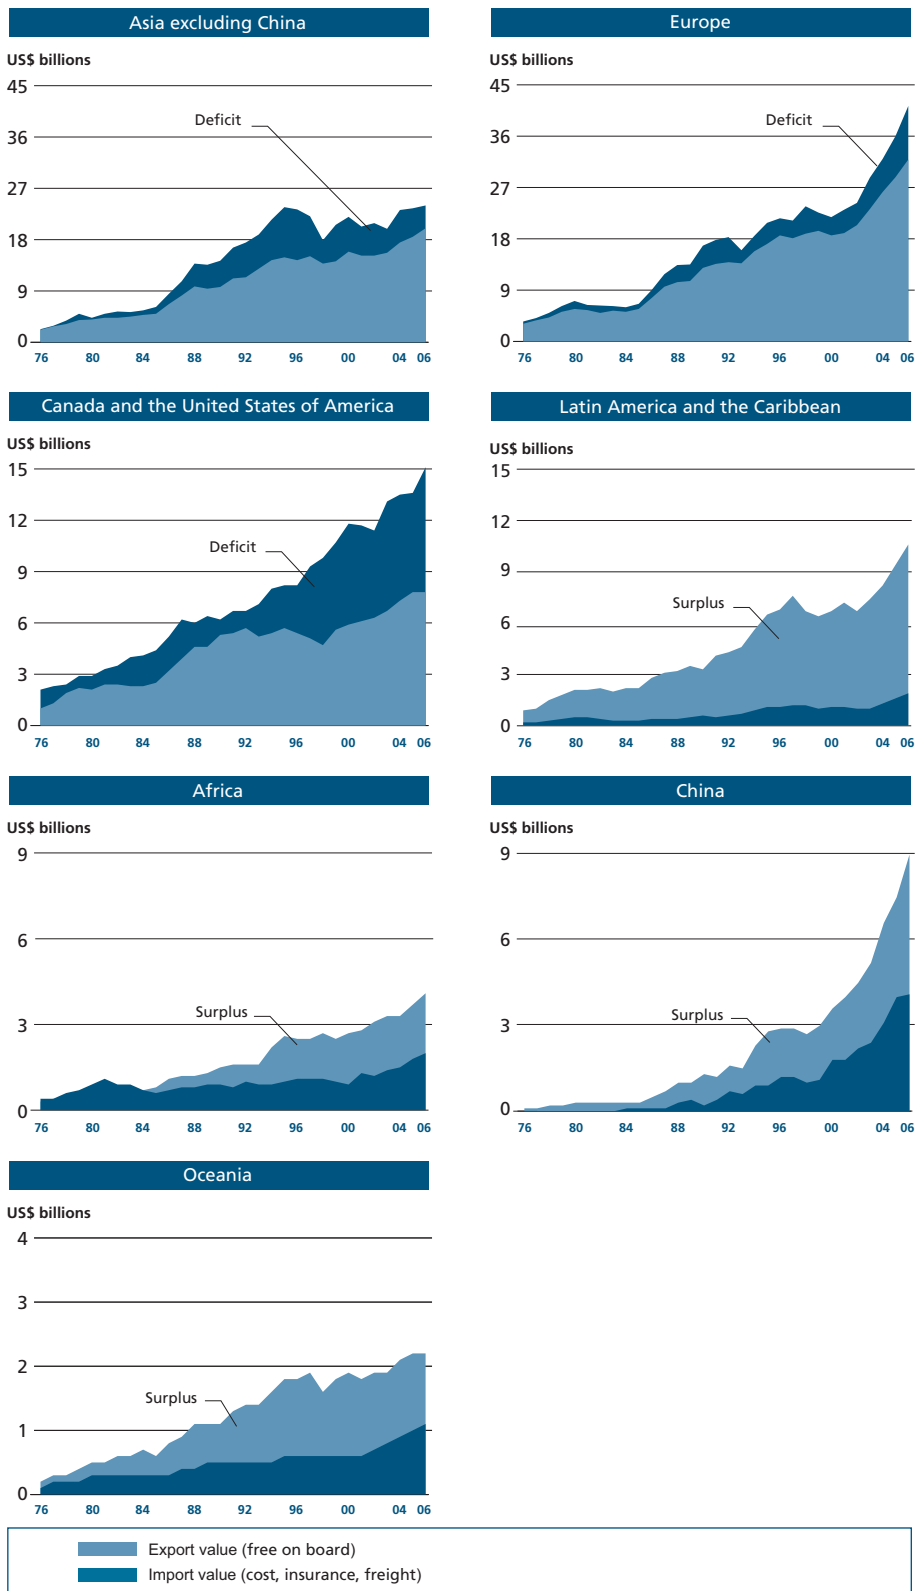 Asia excluding China
US$ billions
45
36
27
18
9
0
Deficit
76 80 84 88 92 96 00 04 06
Europe
US$ billions
45
36
27
18
9
0
Deficit
76 80 84 88 92 96 00 04 06
Canada and the United States of America
US$ billions
15
12
9
6
3
0
Deficit
76 80 84 88 92 96 00 04 06
Latin America and the Caribbean
US$ billions
15
12
9
6
3
0
Surplus
76 80 84 88 92 96 00 04 06
Africa
US$ billions
9
6
3
0
Surplus
76 80 84 88 92 96 00 04 06
China
US$ billions
9
6
3
0
Surplus
76 80 84 88 92 96 00 04 06
Oceania
US$ billions
4
3
2
1
0
Surplus
76 80 84 88 92 96 00 04 06
Export value (free on board)
Import value (cost, insurance, freight)